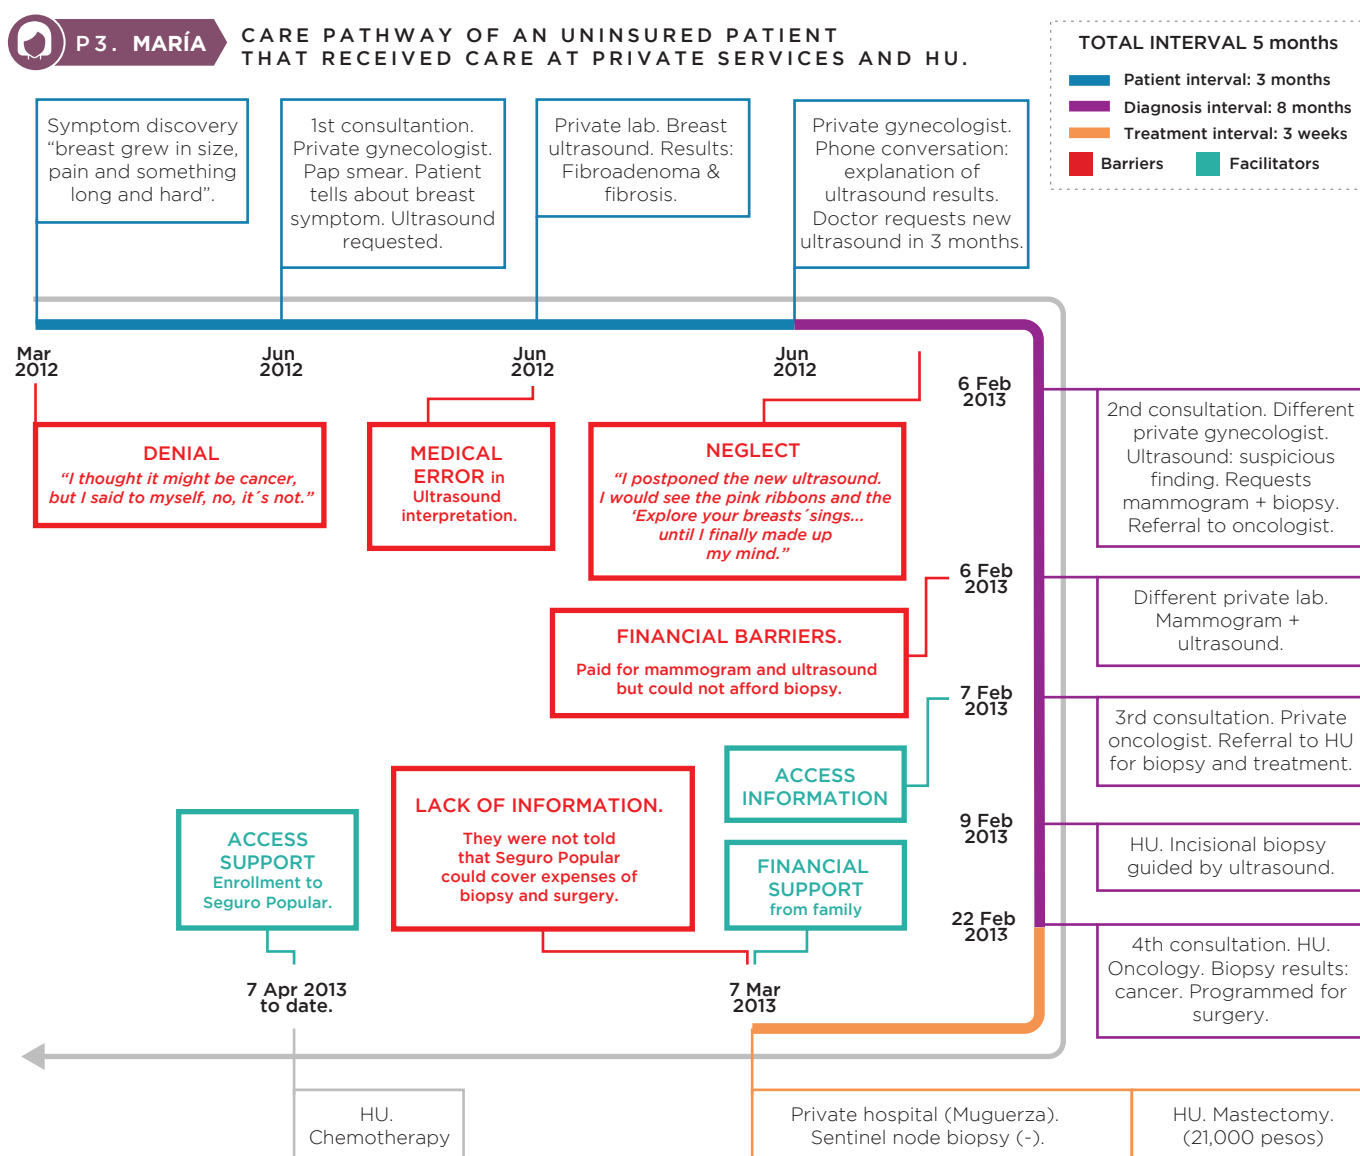 P3. MARÍA
CARE PATHWAY OF AN UNINSURED PATIENT
THAT RECEIVED CARE AT PRIVATE SERVICES AND HU.
TOTAL INTERVAL 5 months
Patient interval: 3 months
Diagnosis interval: 8 months
Treatment interval: 3 weeks
Barriers
Facilitators
Symptom discovery
“breast grew in size,
pain and something
long and hard”.
1st consultantion.
Private gynecologist.
Pap smear. Patient
tells about breast
symptom. Ultrasound
requested.
Private lab. Breast
ultrasound. Results:
Fibroadenoma &
fibrosis.
Private gynecologist.
Phone conversation:
explanation of
ultrasound results.
Doctor requests new
ultrasound in 3 months.
Mar
2012
Jun
2012
Jun
2012
Jun
2012
DENIAL
“I thought it might be cancer,
but I said to myself, no, it´s not.”
MEDICAL
ERROR in
Ultrasound
interpretation.
NEGLECT
“I postponed the new ultrasound.
I would see the pink ribbons and the
‘Explore your breasts´sings...
until I finally made up
my mind.”
6 Feb
2013
2nd consultation. Different
private gynecologist.
Ultrasound: suspicious
finding. Requests
mammogram + biopsy.
Referral to oncologist.
6 Feb
2013
Different private lab.
Mammogram +
ultrasound.
FINANCIAL BARRIERS.
Paid for mammogram and ultrasound
but could not afford biopsy.
7 Feb
2013
3rd consultation. Private
oncologist. Referral to HU
for biopsy and treatment.
ACCESS
INFORMATION
9 Feb
2013
HU. Incisional biopsy
guided by ultrasound.
ACCESS
SUPPORT
Enrollment to
Seguro Popular.
LACK OF INFORMATION.
They were not told
that Seguro Popular
could cover expenses of
biopsy and surgery.
FINANCIAL
SUPPORT
from family
22 Feb
2013
4th consultation. HU.
Oncology. Biopsy results:
cancer. Programmed for
surgery.
7 Apr 2013
to date.
7 Mar
2013
HU.
Chemotherapy
Private hospital (Muguerza).
Sentinel node biopsy (-).
HU. Mastectomy.
(21,000 pesos)